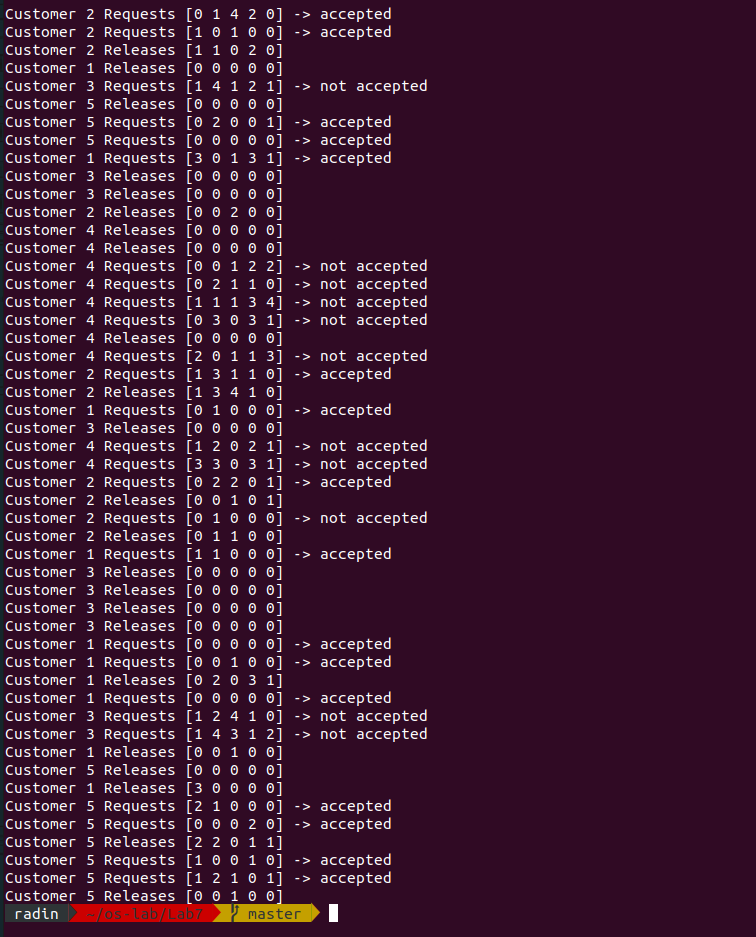 Customer 2 Requests [0 1 4 2 0] -> accepted
Customer 2 Requests [1 0 1 0 0] -> accepted
Customer 2 Releases [1 1 0 2 0]
Customer 1 Releases [0 0 0 0 0]
Customer 3 Requests [1 4 1 2 1] -> not accepted
Customer 5 Releases [0 0 0 0 0]
Customer 5 Requests [0 2 0 0 1] -> accepted
Customer 5 Requests [0 0 0 0 0] -> accepted
Customer 1 Requests [3 0 1 3 1] -> accepted
Customer 3 Releases [0 0 0 0 0]
Customer 3 Releases [0 0 0 0 0]
Customer 2 Releases [0 0 2 0 0]
Customer 4 Releases [0 0 0 0 0]
Customer 4 Releases [0 0 0 0 0]
Customer 4 Requests [0 0 1 2 2] -> not accepted
Customer 4 Requests [0 2 1 1 0] -> not accepted
Customer 4 Requests [1 1 1 3 4] -> not accepted
Customer 4 Requests [0 3 0 3 1] -> not accepted
Customer 4 Releases [0 0 0 0 0]
Customer 4 Requests [2 0 1 1 3] -> not accepted
Customer 2 Requests [1 3 1 1 0] -> accepted
Customer 2 Releases [1 3 4 1 0]
Customer 1 Requests [0 1 0 0 0] -> accepted
Customer 3 Releases [0 0 0 0 0]
Customer 4 Requests [1 2 0 2 1] -> not accepted
Customer 4 Requests [3 3 0 3 1] -> not accepted
Customer 2 Requests [0 2 2 0 1] -> accepted
Customer 2 Releases [0 0 1 0 1]
Customer 2 Requests [0 1 0 0 0] -> not accepted
Customer 2 Releases [0 1 1 0 0]
Customer 1 Requests [1 1 0 0 0] -> accepted
Customer 3 Releases [0 0 0 0 0]
Customer 3 Releases [0 0 0 0 0]
Customer 3 Releases [0 0 0 0 0]
Customer 3 Releases [0 0 0 0 0]
Customer 1 Requests [0 0 0 0 0] -> accepted
Customer 1 Requests [0 0 1 0 0] -> accepted
Customer 1 Releases [0 2 0 3 1]
Customer 1 Requests [0 0 0 0 0] -> accepted
Customer 3 Requests [1 2 4 1 0] -> not accepted
Customer 3 Requests [1 4 3 1 2] -> not accepted
Customer 1 Releases [0 0 1 0 0]
Customer 5 Releases [0 0 0 0 0]
Customer 1 Releases [3 0 0 0 0]
Customer 5 Requests [2 1 0 0 0] -> accepted
Customer 5 Requests [0 0 0 2 0] -> accepted
Customer 5 Releases [2 2 0 1 1]
Customer 5 Requests [1 0 0 1 0] -> accepted
Customer 5 Requests [1 2 1 0 1] -> accepted
Customer 5 Releases [0 0 1 0 0]
radin ~/os-lab/Lab7 master